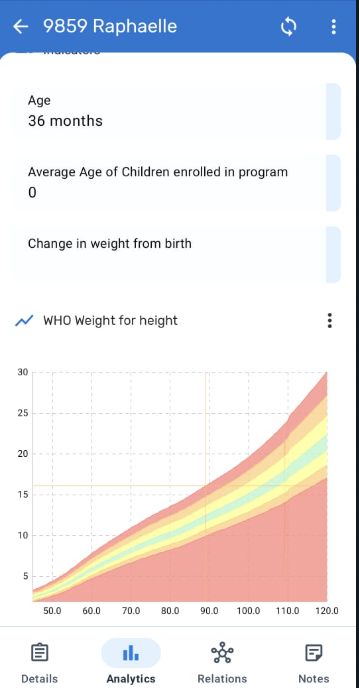 9859 Raphaelle
Indicators
Age
36 months
Average Age of Children enrolled in program
0
Change in weight from birth
WHO Weight for height
30
25
20
15
10
5
50.0 60.0 70.0 80.0 90.0 100.0 110.0 120.0
Details Analytics Relations Notes